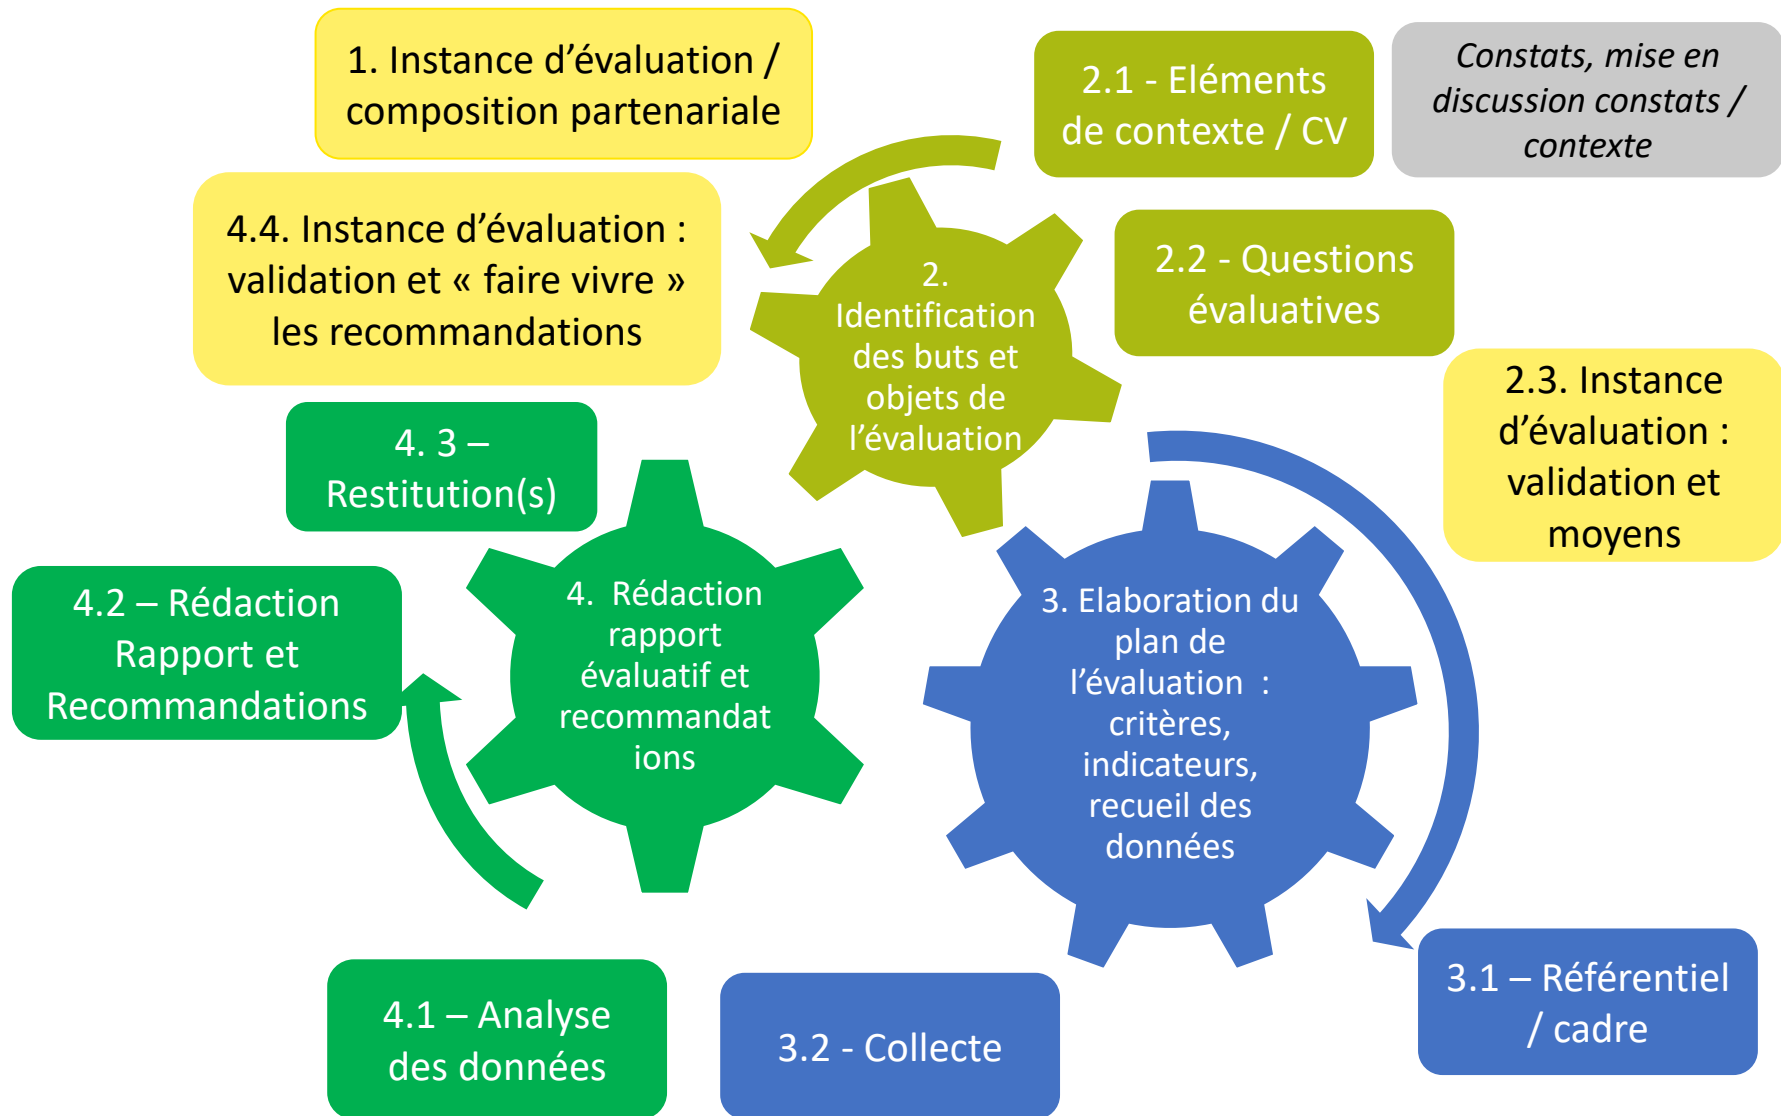 1. Instance d’évaluation /
composition partenariale
2.1 - Eléments
de contexte / CV
Constats, mise en
discussion constats /
contexte
4.4. Instance d’évaluation :
validation et « faire vivre »
les recommandations
2.
Identification
des buts et
objets de
l’évaluation
2.2 - Questions
évaluatives
2.3. Instance
d’évaluation :
validation et
moyens
4. 3 –
Restitution(s)
4.2 – Rédaction
Rapport et
Recommandations
4. Rédaction
rapport
évaluatif et
recommandat
ions
3. Elaboration du
plan de
l’évaluation :
critères,
indicateurs,
recueil des
données
3.1 – Référentiel
/ cadre
4.1 – Analyse
des données
3.2 - Collecte